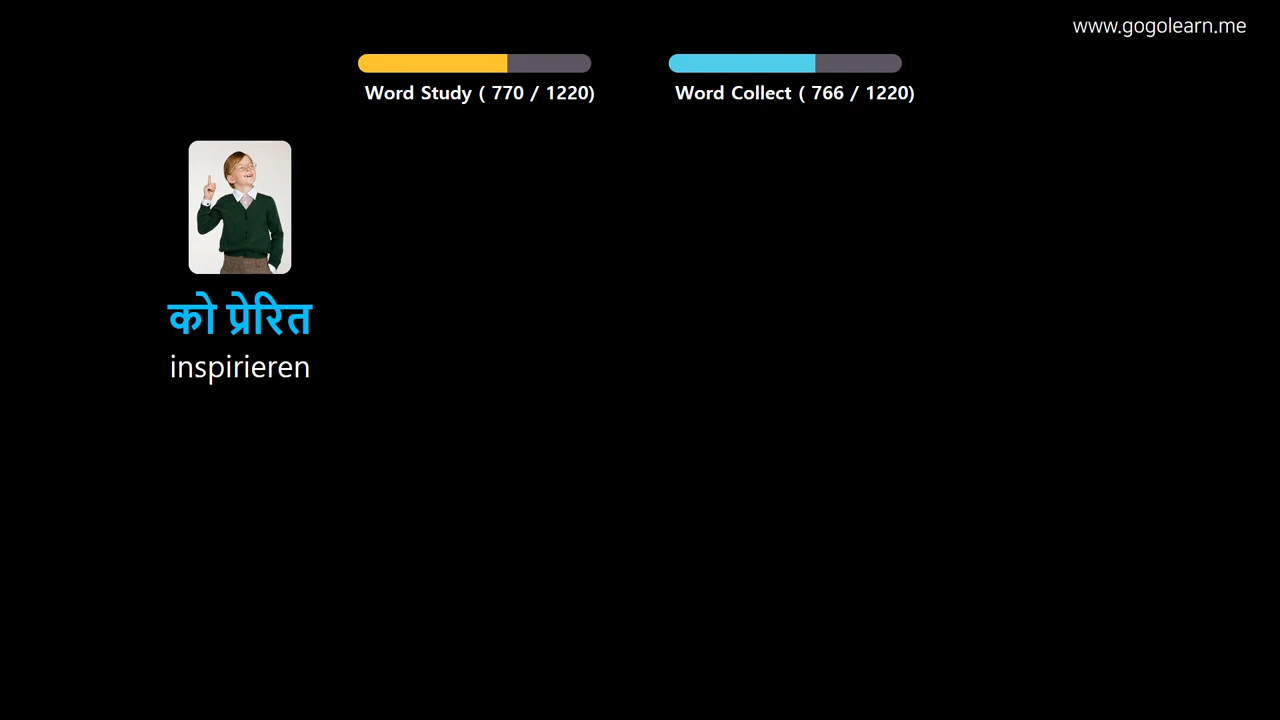 www.gogolearn.me
Word Study ( 770 / 1220)
Word Collect ( 766 / 1220)
को प्रेरित
inspirieren